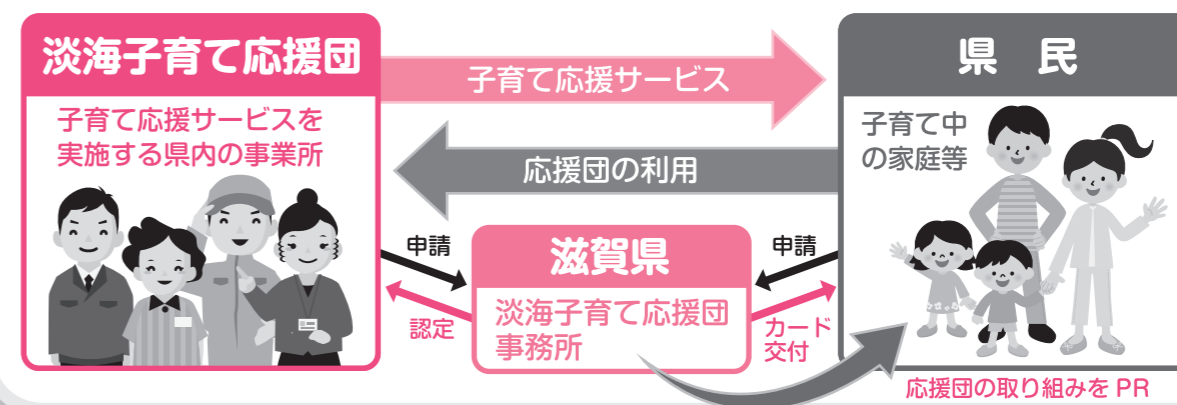 淡海子育て応援団
子育て応援サービスを
実施する県内の事業所
子育て応援サービス
応援団の利用
県 民
子育て中
の家庭等
申請
認定
滋賀県
淡海子育て応援団
事務所
申請
カード
交付
応援団の取り組みを PR